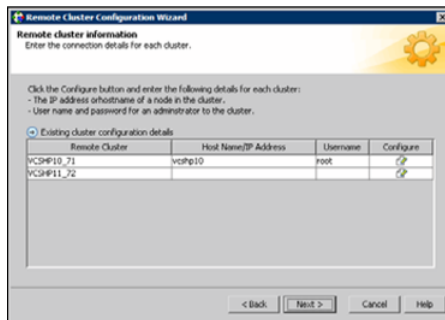 Remote Cluster Configuration Wizard
Remote cluster information
Enter the connection details for each cluster.
Click the Configure button and enter the following details for each cluster:
- The IP address orhostname of a node in the cluster.
- User name and password for an adminstrator to the cluster.
Existing cluster configuration details
Remote Cluster Host Name/IP Address Username Configure
VCSHP10_71 vcshp10 root
VCSHP11_72
< Back Next > Cancel Help